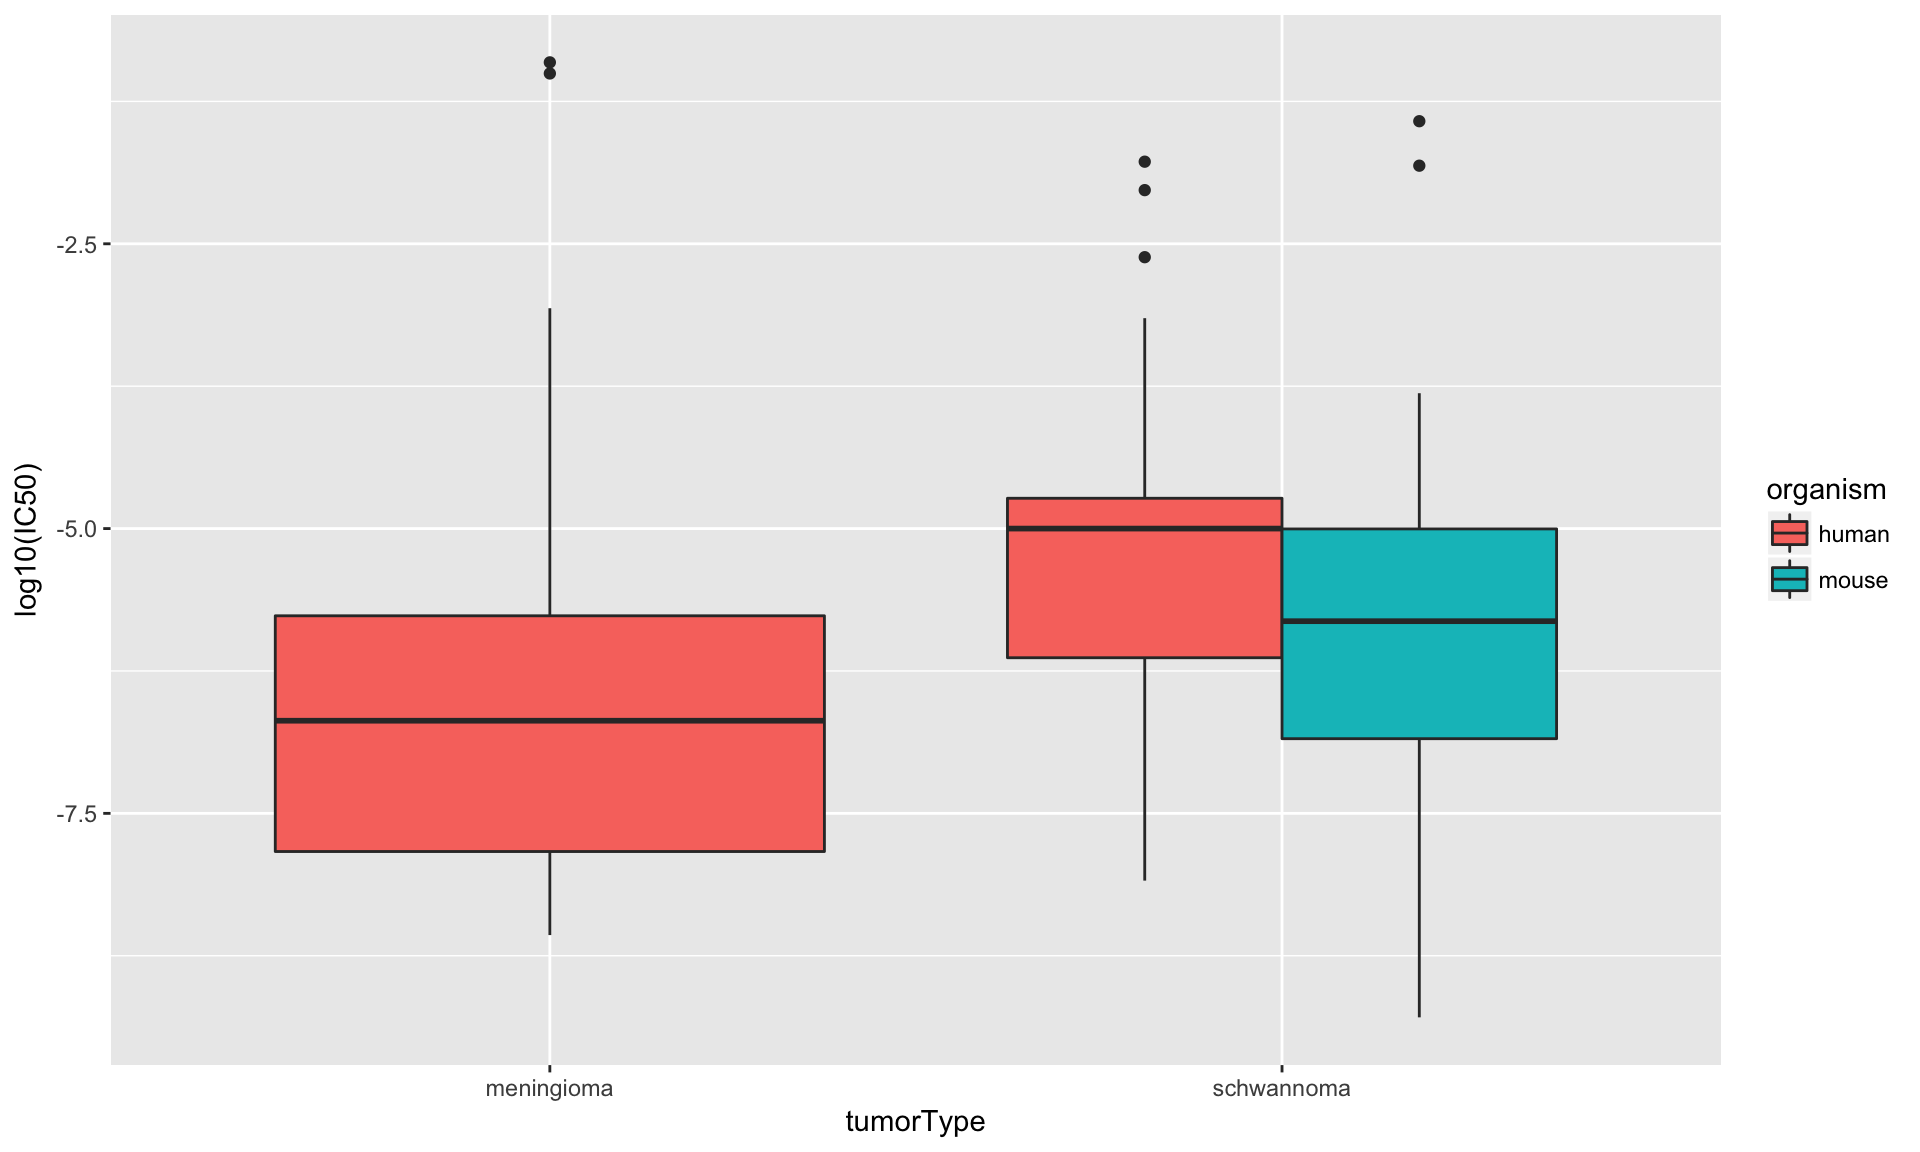 log10(IC50)
-2.5
-5.0
-7.5
meningioma
schwannoma
tumorType
organism
human
mouse